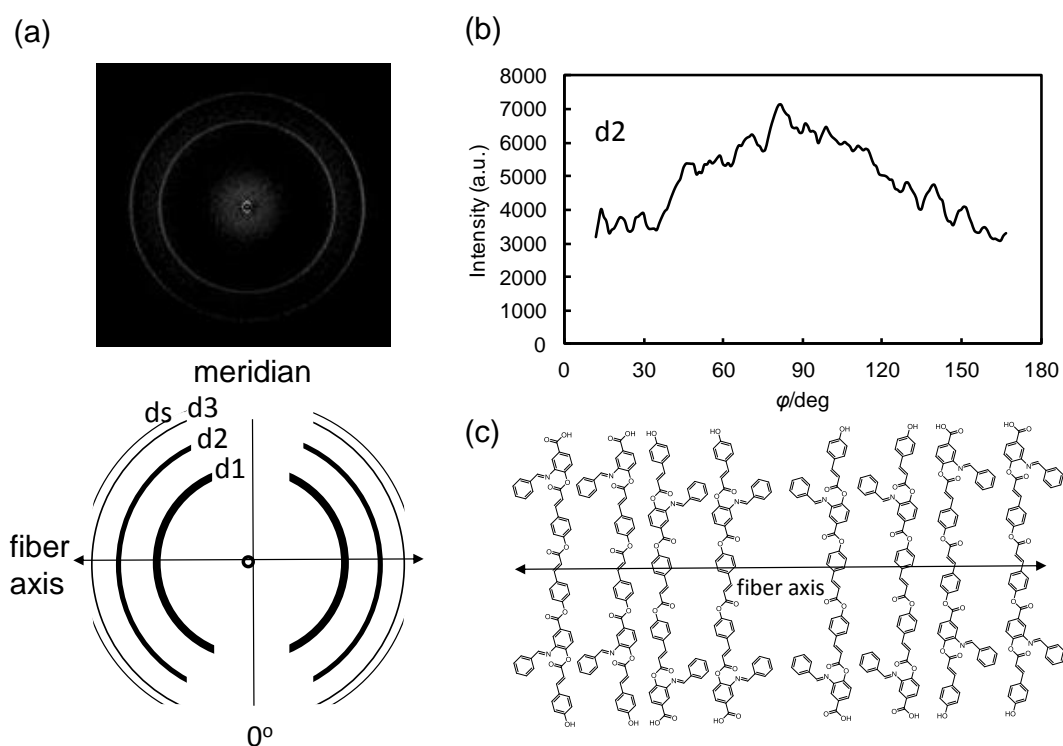 (a)
meridian
ds d3
d2
d1
fiber
axis
0º
(b)
8000
7000
6000
5000
4000
3000
2000
1000
0
Intensity (a.u.)
d2
0 30 60 90 120 150 180
φ/deg
(c)
fiber axis